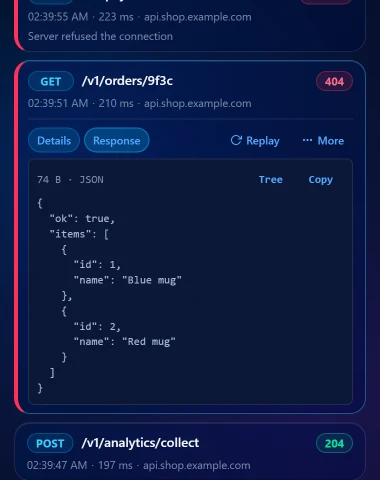 02:39:55 AM · 223 ms · api.shop.example.com
Server refused the connection
GET /v1/orders/9f3c 404
02:39:51 AM · 210 ms · api.shop.example.com
Details Response Replay ··· More
74 B · JSON Tree Copy
{
  "ok": true,
  "items": [
    {
      "id": 1,
      "name": "Blue mug"
    },
    {
      "id": 2,
      "name": "Red mug"
    }
  ]
}
POST /v1/analytics/collect 204
02:39:47 AM · 197 ms · api.shop.example.com